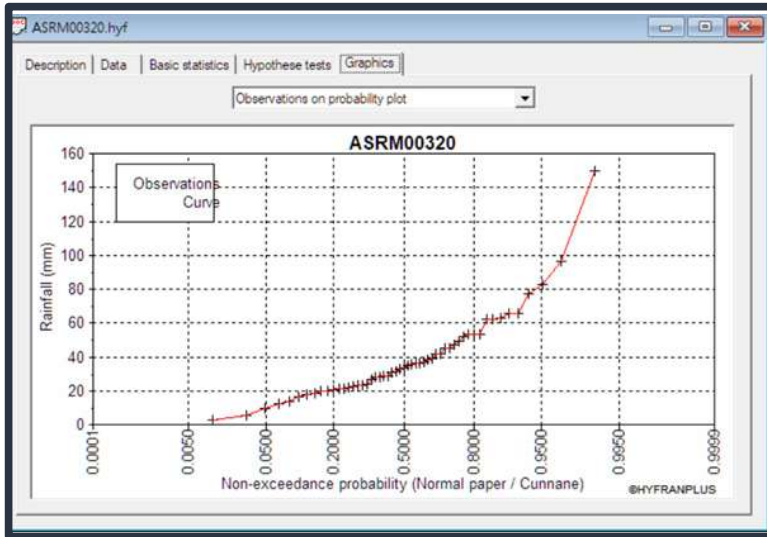 ASRM00320.hyf
Description Data Basic statistics Hypothese tests Graphics
Observations on probability plot
ASRM00320
Observations
Curve
Rainfall (mm)
160
140
120
100
80
60
40
20
0
0.0001
0.0050
0.0500
0.2000
0.5000
0.8000
0.9500
0.9950
0.9999
Non-exceedance probability (Normal paper / Cunnane)
©HYFRANPLUS